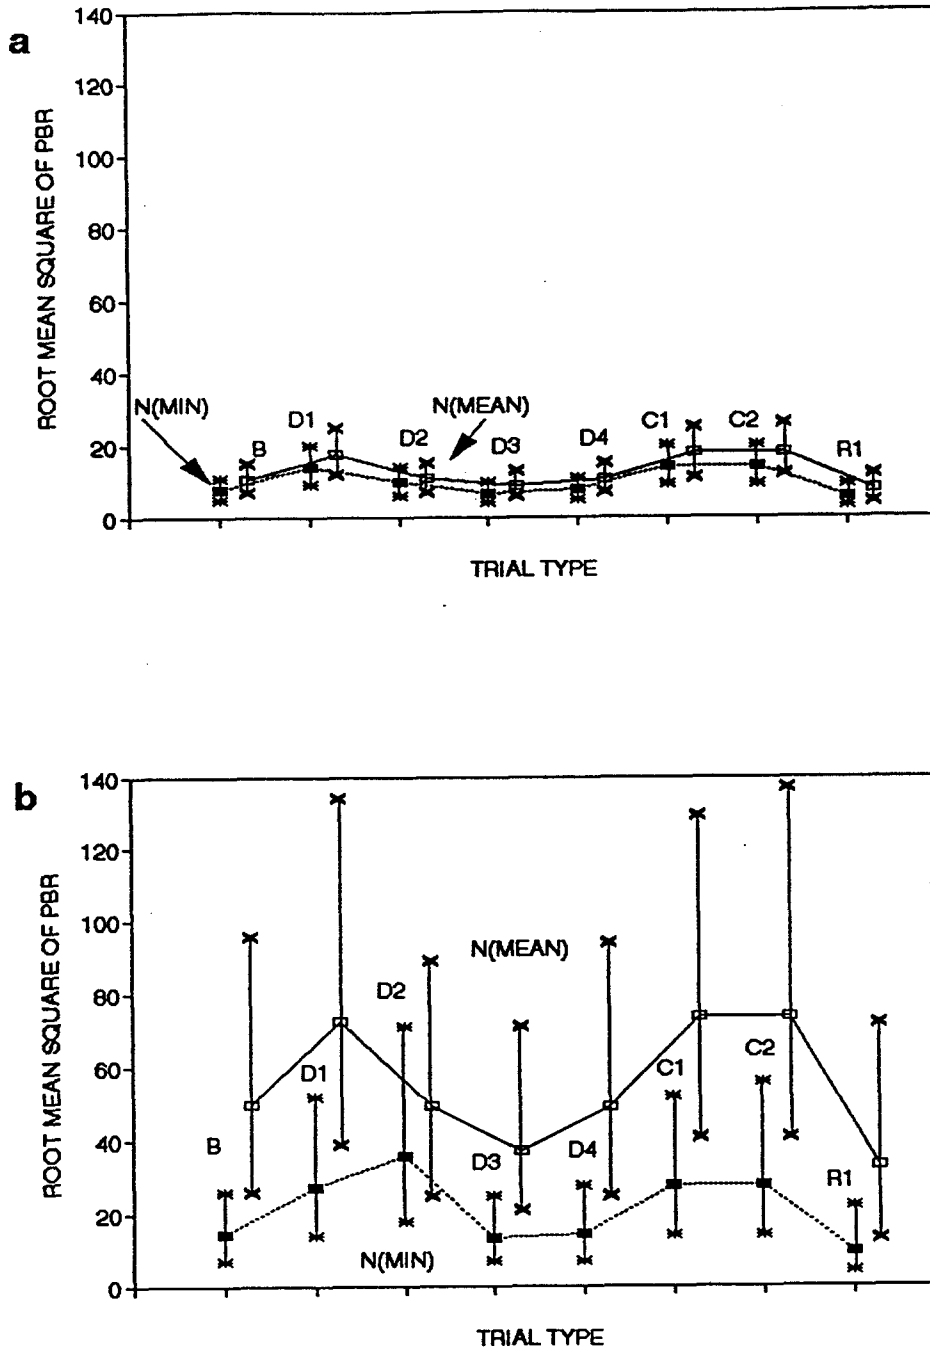 a
ROOT MEAN SQUARE OF PBR
140
120
100
80
60
40
20
0
N(MIN)
B
D1
D2
N(MEAN)
D3
D4
C1
C2
R1
TRIAL TYPE
b
ROOT MEAN SQUARE OF PBR
140
120
100
80
60
40
20
0
B
D1
D2
N(MEAN)
D3
D4
C1
C2
R1
N(MIN)
TRIAL TYPE